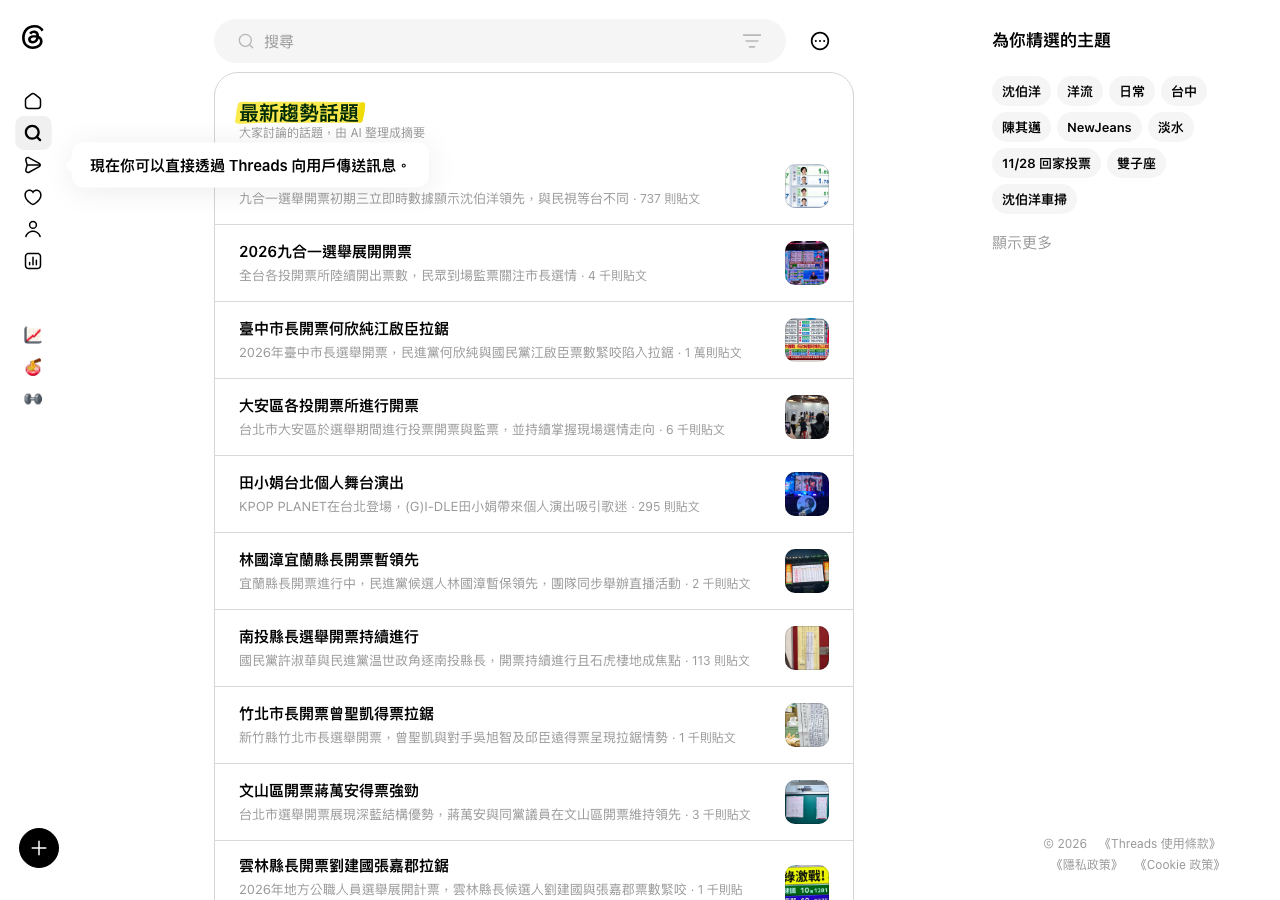 搜尋
最新趨勢話題
大家討論的話題，由 AI 整理成摘要
現在你可以直接透過 Threads 向用戶傳送訊息。
九合一選舉開票初期三立即時數據顯示沈伯洋領先，與民視等台不同 · 737 則貼文
2026九合一選舉展開開票
全台各投開票所陸續開出票數，民眾到場監票關注市長選情 · 4 千則貼文
臺中市長開票何欣純江啟臣拉鋸
2026年臺中市長選舉開票，民進黨何欣純與國民黨江啟臣票數緊咬陷入拉鋸 · 1 萬則貼文
大安區各投開票所進行開票
台北市大安區於選舉期間進行投票開票與監票，並持續掌握現場選情走向 · 6 千則貼文
田小娟台北個人舞台演出
KPOP PLANET在台北登場，(G)I-DLE田小娟帶來個人演出吸引歌迷 · 295 則貼文
林國漳宜蘭縣長開票暫領先
宜蘭縣長開票進行中，民進黨候選人林國漳暫保領先，團隊同步舉辦直播活動 · 2 千則貼文
南投縣長選舉開票持續進行
國民黨許淑華與民進黨温世政角逐南投縣長，開票持續進行且石虎棲地成焦點 · 113 則貼文
竹北市長開票曾聖凱得票拉鋸
新竹縣竹北市長選舉開票，曾聖凱與對手吳旭智及邱臣遠得票呈現拉鋸情勢 · 1 千則貼文
文山區開票蔣萬安得票強勁
台北市選舉開票展現深藍結構優勢，蔣萬安與同黨議員在文山區開票維持領先 · 3 千則貼文
雲林縣長開票劉建國張嘉郡拉鋸
2026年地方公職人員選舉展開計票，雲林縣長候選人劉建國與張嘉郡票數緊咬 · 1 千則貼
綠激戰!
為你精選的主題
沈伯洋 洋流 日常 台中
陳其邁 NewJeans 淡水
11/28 回家投票 雙子座
沈伯洋車掃
顯示更多
© 2026 《Threads 使用條款》
《隱私政策》 《Cookie 政策》